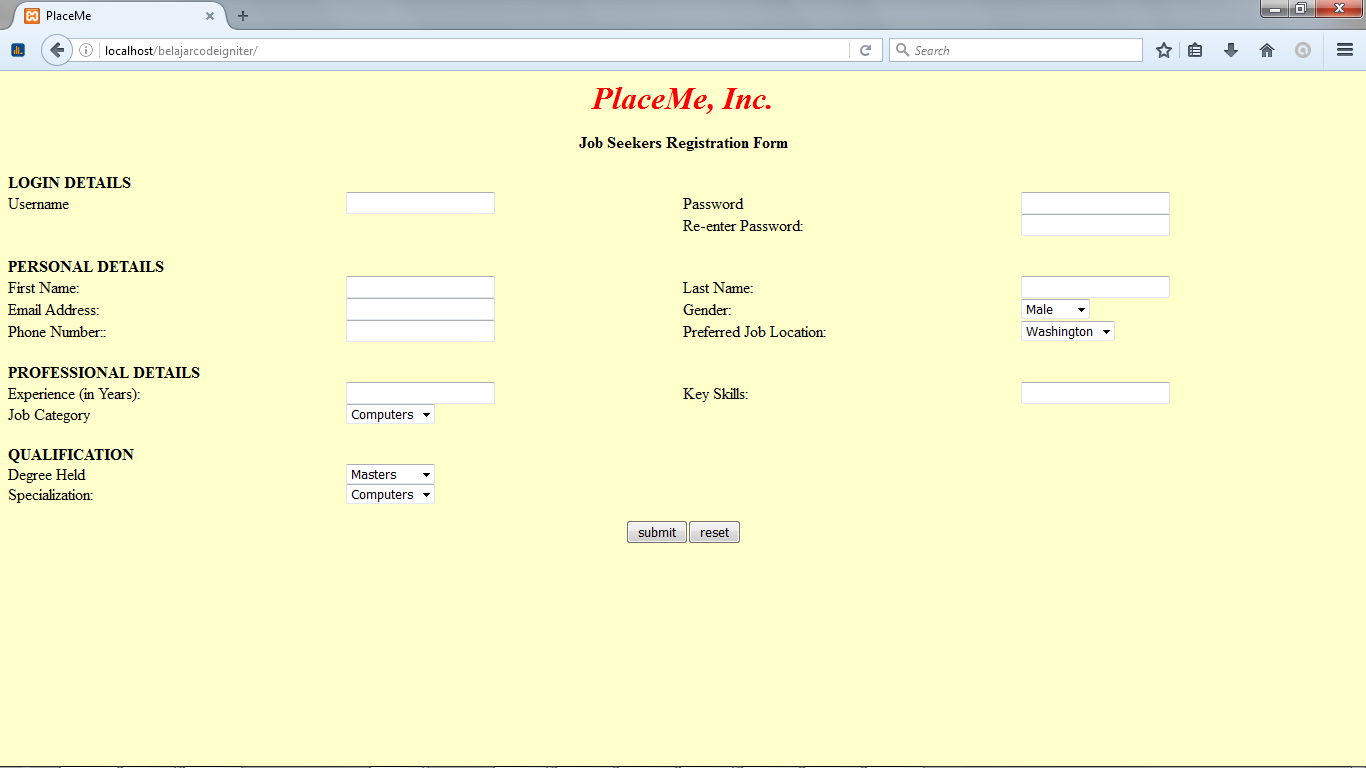 PlaceMe
localhost/belajarcodeigniter/
Search
PlaceMe, Inc.
Job Seekers Registration Form
LOGIN DETAILS
Username Password
Re-enter Password:
PERSONAL DETAILS
First Name: Last Name:
Email Address: Gender: Male
Phone Number:: Preferred Job Location: Washington
PROFESSIONAL DETAILS
Experience (in Years): Key Skills:
Job Category Computers
QUALIFICATION
Degree Held Masters
Specialization: Computers
submit reset